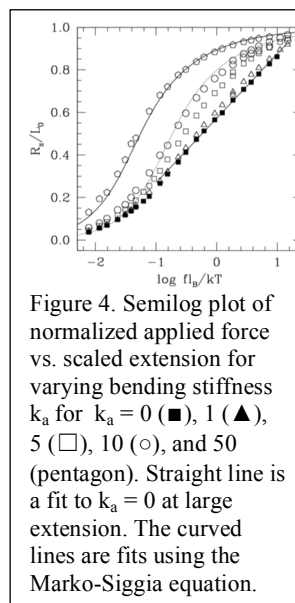 1.0
0.8
0.6
0.4
0.2
0.0
R_z/L_0
−2
−1
0
1
log fl_B/kT
Figure 4. Semilog plot of
normalized applied force
vs. scaled extension for
varying bending stiffness
k_a for k_a = 0 (■), 1 (▲),
5 (□), 10 (○), and 50
(pentagon). Straight line is
a fit to k_a = 0 at large
extension. The curved
lines are fits using the
Marko-Siggia equation.